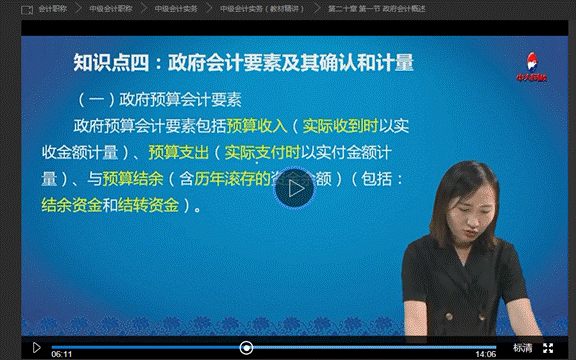 会计职称 > 中级会计职称 > 中级会计实务 > 中级会计实务（教材精讲） > 第二十章 第一节 政府会计概述
知识点四：政府会计要素及其确认和计量
（一）政府预算会计要素
政府预算会计要素包括预算收入（实际收到时以实
收金额计量）、预算支出（实际支付时以实付金额计
量）、与预算结余（含历年滚存的资金余额）（包括：
结余资金和结转资金）。
06:11
14:06
标清